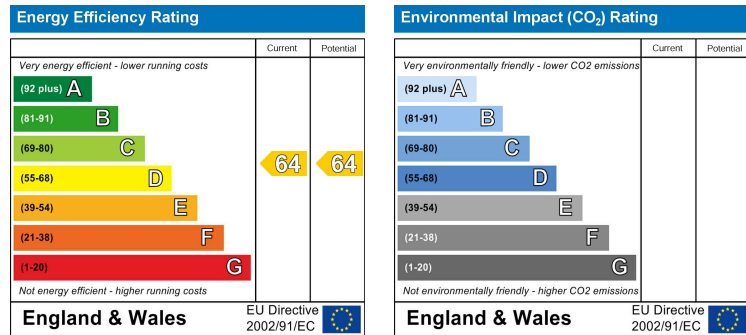 Energy Efficiency Rating
Current Potential
Very energy efficient - lower running costs
(92 plus) A
(81-91) B
(69-80) C
(55-68) D
(39-54) E
(21-38) F
(1-20) G
64 64
Not energy efficient - higher running costs
England & Wales
EU Directive
2002/91/EC
Environmental Impact (CO₂) Rating
Current Potential
Very environmentally friendly - lower CO2 emissions
(92 plus) A
(81-91) B
(69-80) C
(55-68) D
(39-54) E
(21-38) F
(1-20) G
Not environmentally friendly - higher CO2 emissions
England & Wales
EU Directive
2002/91/EC